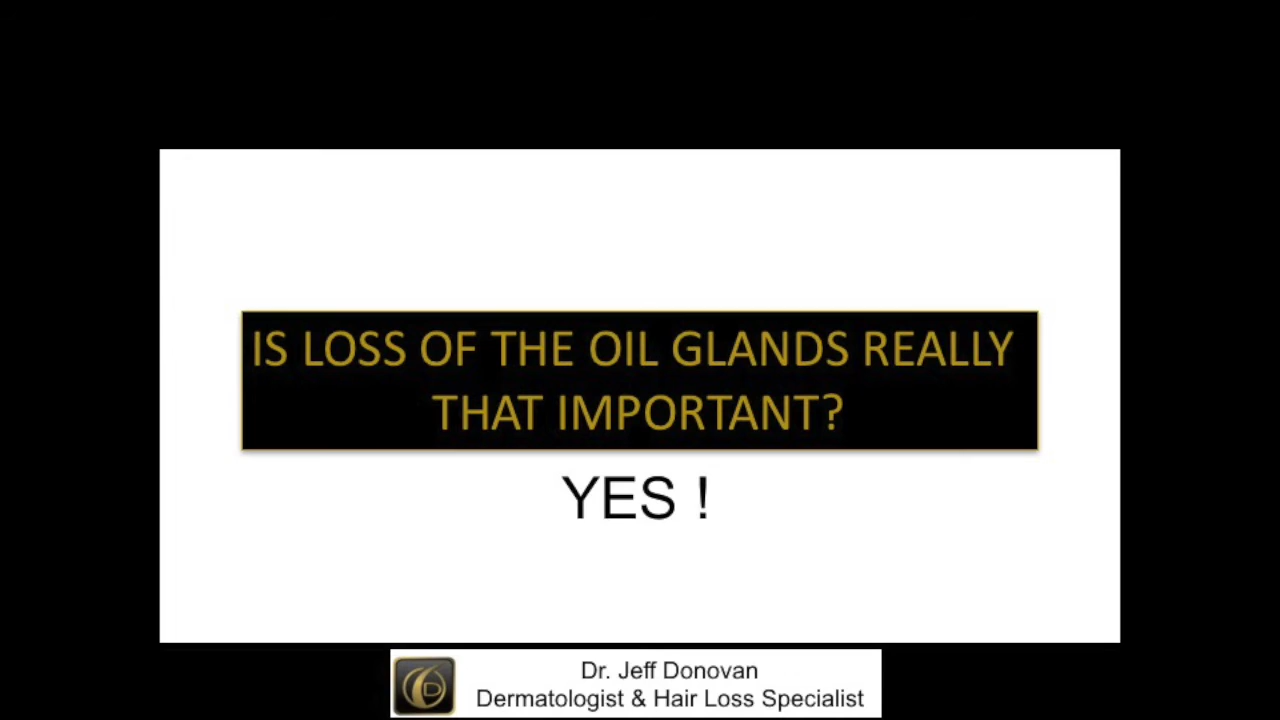 IS LOSS OF THE OIL GLANDS REALLY
THAT IMPORTANT?
YES !
Dr. Jeff Donovan
Dermatologist & Hair Loss Specialist